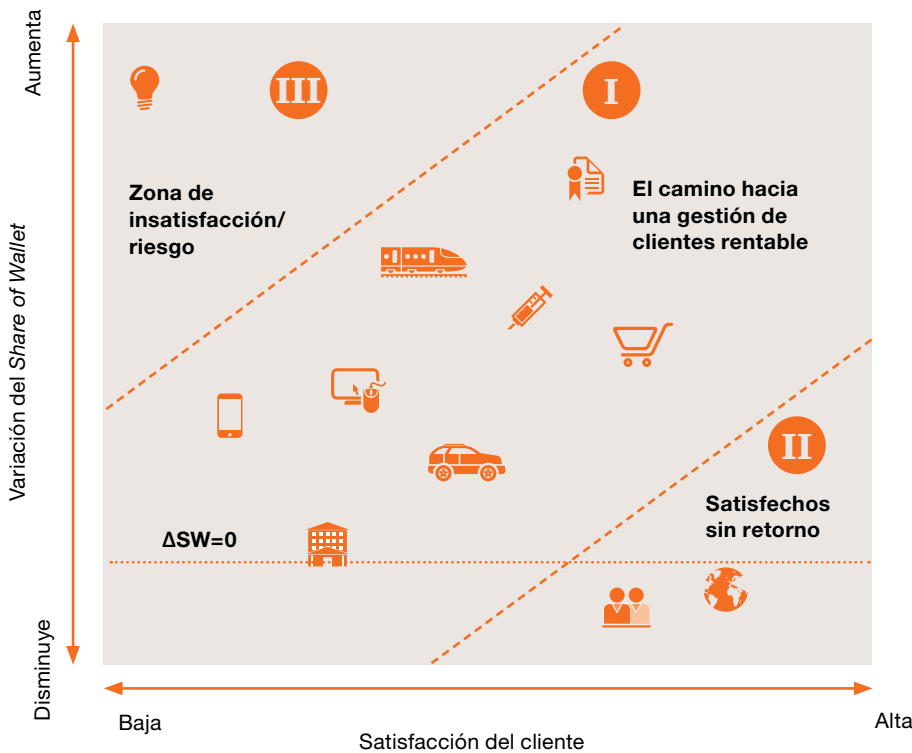 Aumenta
Variación del Share of Wallet
Disminuye
III
I
Zona de
insatisfacción/
riesgo
El camino hacia
una gestión de
clientes rentable
II
Satisfechos
sin retorno
ΔSW=0
Baja
Alta
Satisfacción del cliente